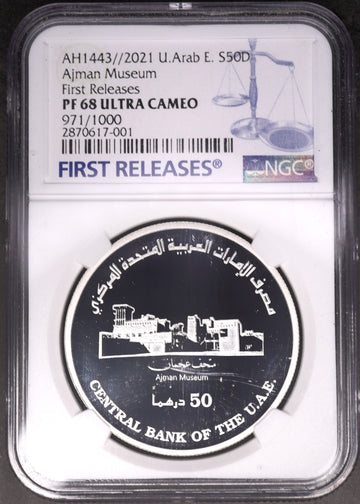 AH1443//2021 U.Arab E. S50D
Ajman Museum
First Releases
PF 68 ULTRA CAMEO
971/1000
2870617-001
FIRST RELEASES®
NGC®
مصرف الإمارات العربية المتحدة المركزي
متحف عجمان
Ajman Museum
50 درهماً
CENTRAL BANK OF THE U.A.E.